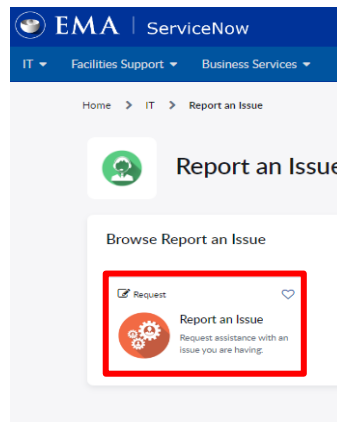 EMA | ServiceNow
IT Facilities Support Business Services
Home > IT > Report an Issue
Report an Issue
Browse Report an Issue
Request
Report an Issue
Request assistance with an
issue you are having: